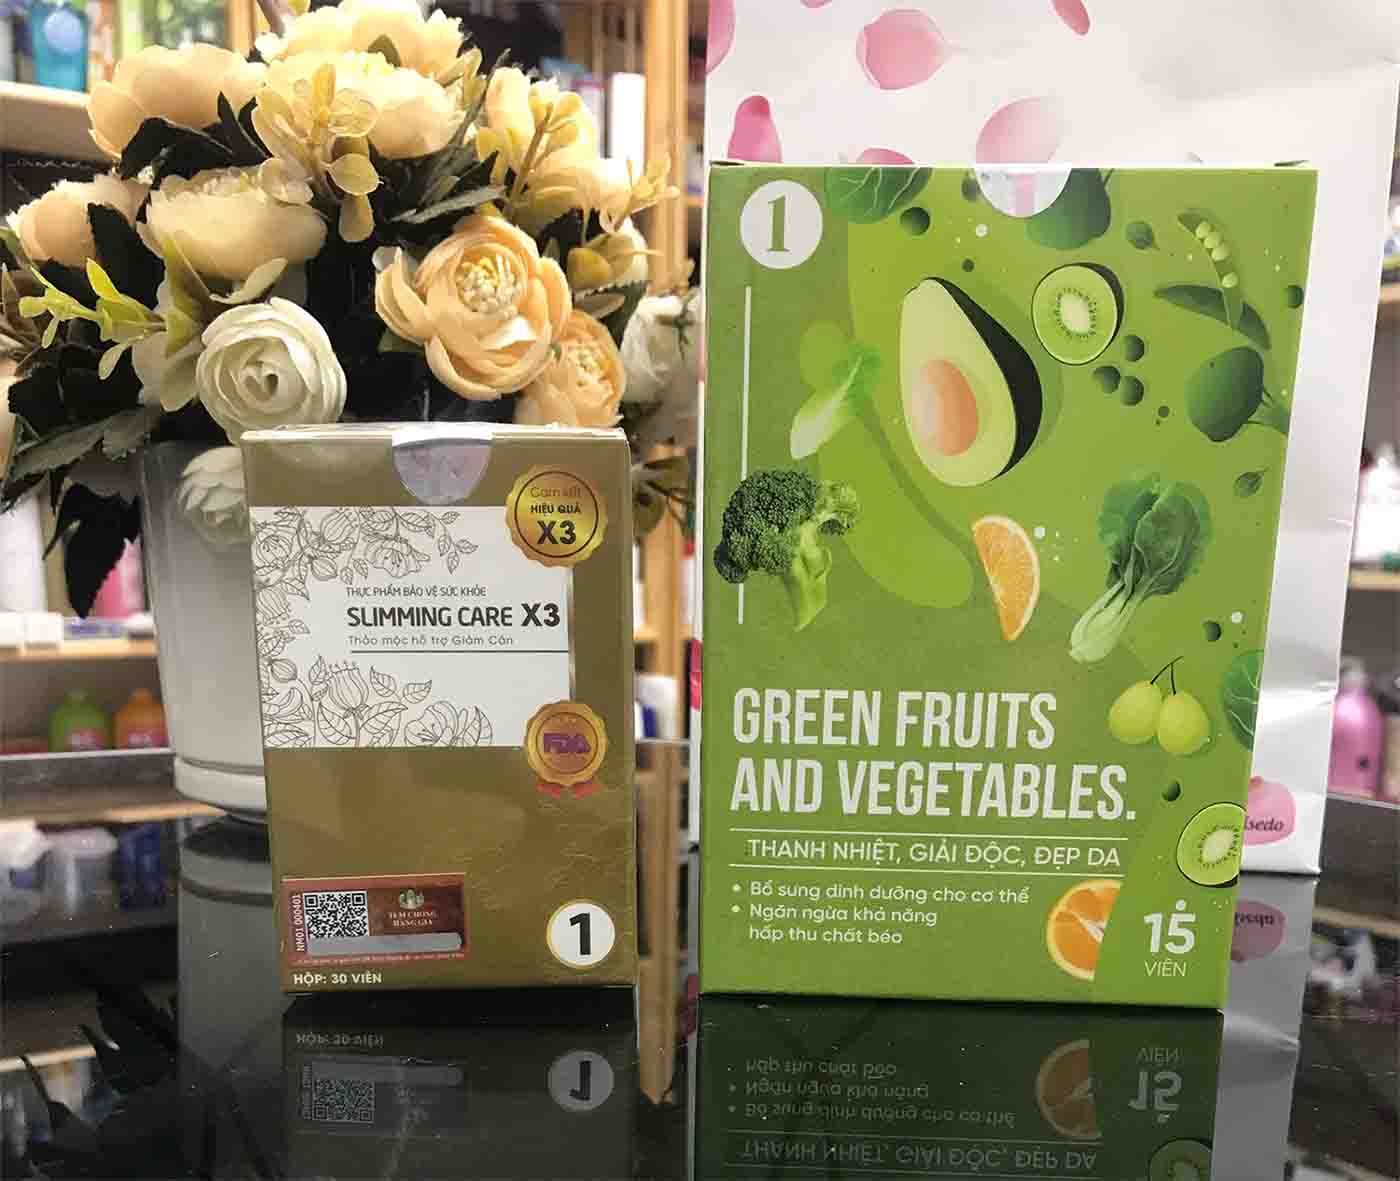 Cam kết
HIỆU QUẢ
X3
THỰC PHẨM BẢO VỆ SỨC KHỎE
SLIMMING CARE X3
Thảo mộc hỗ trợ Giảm Cân
FDA
NM01 000401
TEM CHỐNG
HÀNG GIẢ
HỘP: 30 VIÊN
1
1
GREEN FRUITS
AND VEGETABLES.
THANH NHIỆT, GIẢI ĐỘC, ĐẸP DA
• Bổ sung dinh dưỡng cho cơ thể
• Ngăn ngừa khả năng
hấp thu chất béo
15
VIÊN